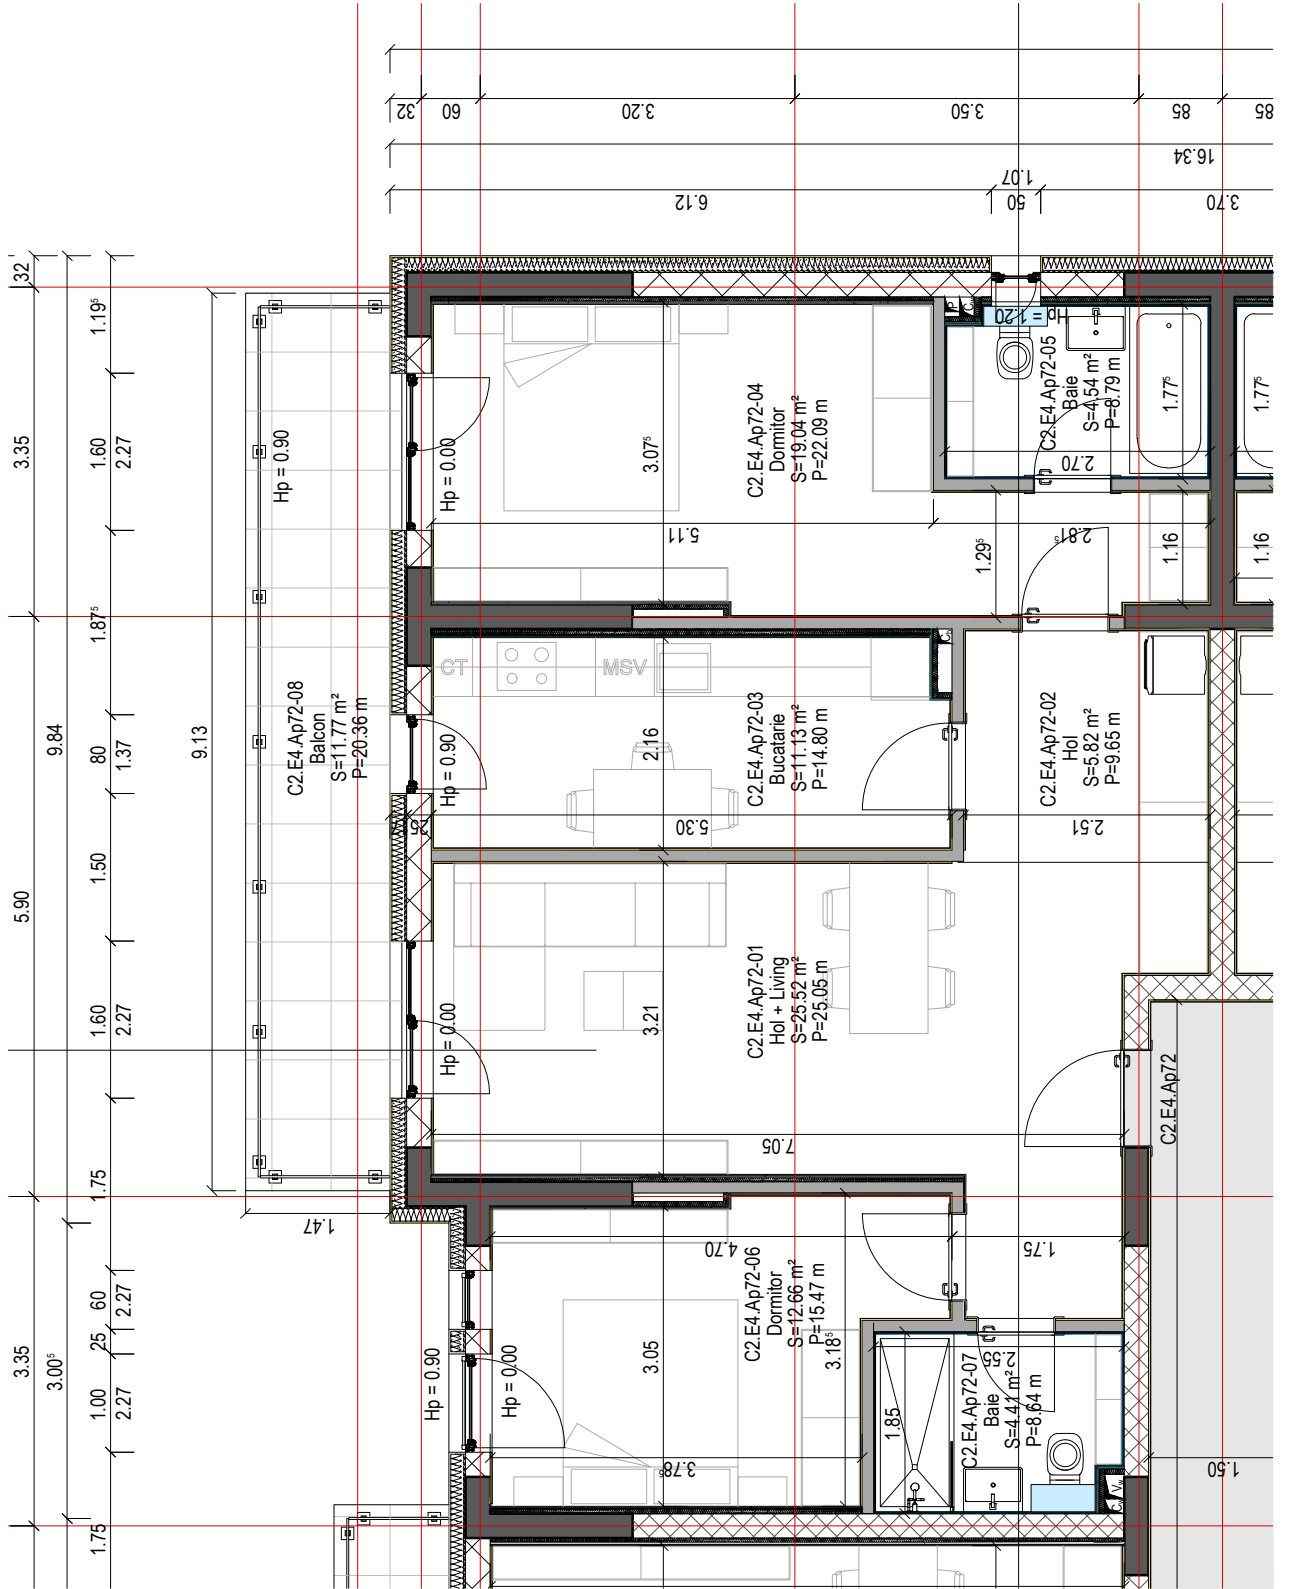 32
60
3.20
3.50
85
85
16.34
1.07
6.12
50
3.70
32
1.19⁵
3.35
1.60
2.27
1.87⁵
9.84
80
1.37
9.13
1.50
5.90
1.60
2.27
1.75
1.47
60
2.27
25
3.35
3.00⁵
1.00
2.27
1.75
Hp = 0.90
Hp = 0.00
3.07⁵
C2.E4.Ap72-04
Dormitor
S=19.04 m²
P=22.09 m
5.11
Hp = 1.20
C2.E4.Ap72-05
Baie
S=4.54 m²
P=8.79 m
1.77⁵
1.77⁵
2.70
2.81⁵
1.29⁵
1.16
1.16
C2.E4.Ap72-08
Balcon
S=11.77 m²
P=20.36 m
CT
MSV
Hp = 0.90
2.16
C2.E4.Ap72-03
Bucatarie
S=11.13 m²
P=14.80 m
25
5.30
C2.E4.Ap72-02
Hol
S=5.82 m²
P=9.65 m
2.51
Hp = 0.00
3.21
C2.E4.Ap72-01
Hol + Living
S=25.52 m²
P=25.05 m
7.05
C2.E4.Ap72
4.70
1.75
Hp = 0.90
Hp = 0.00
3.05
C2.E4.Ap72-06
Dormitor
S=12.66 m²
P=15.47 m
3.18⁵
3.78⁵
1.85
2.55
C2.E4.Ap72-07
Baie
S=4.41 m²
P=8.64 m
1.50